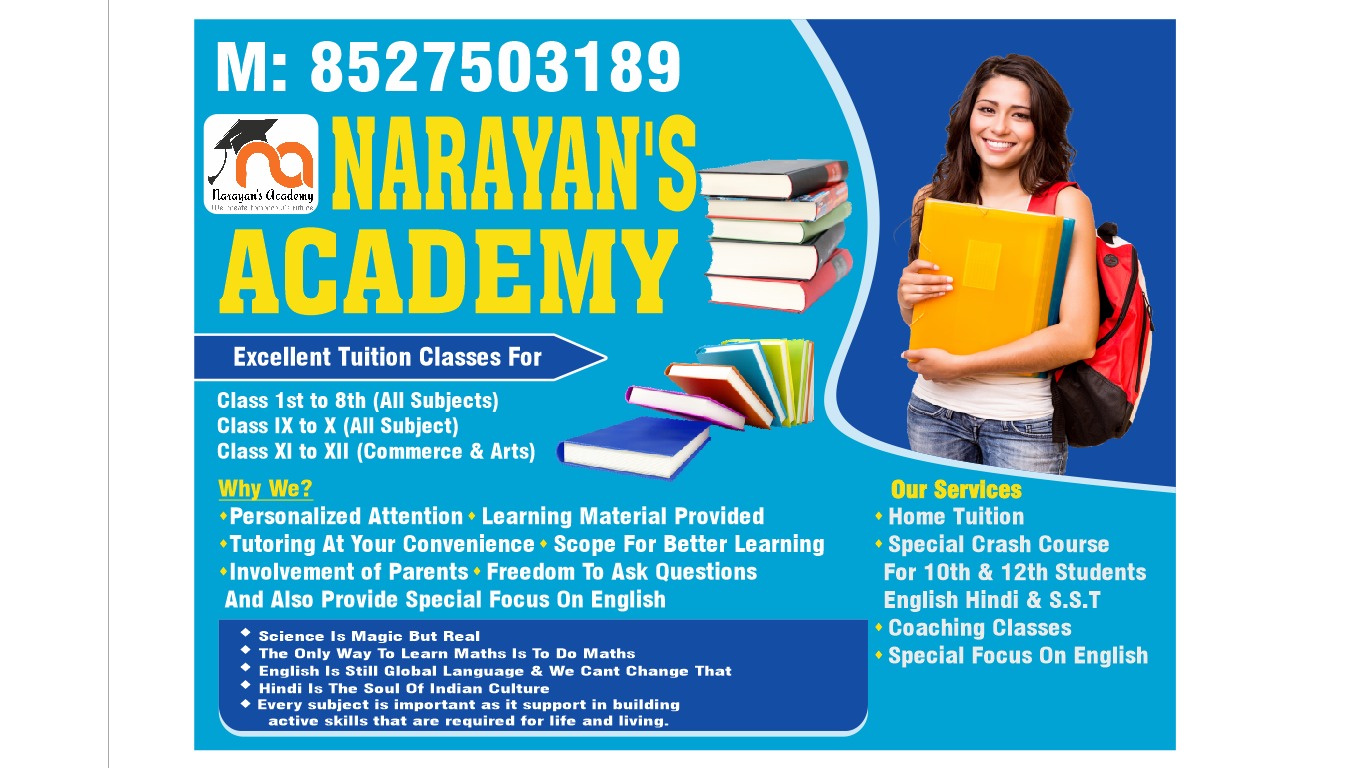 M: 8527503189
na
Narayan's Academy
NARAYAN'S
ACADEMY
Excellent Tuition Classes For
Class 1st to 8th (All Subjects)
Class IX to X (All Subject)
Class XI to XII (Commerce & Arts)
Why We?
Personalized Attention • Learning Material Provided
Tutoring At Your Convenience • Scope For Better Learning
Involvement of Parents • Freedom To Ask Questions
And Also Provide Special Focus On English
Our Services
Home Tuition
Special Crash Course
For 10th & 12th Students
English Hindi & S.S.T
Coaching Classes
Special Focus On English
Science Is Magic But Real
The Only Way To Learn Maths Is To Do Maths
English Is Still Global Language & We Cant Change That
Hindi Is The Soul Of Indian Culture
Every subject is important as it support in building
active skills that are required for life and living.